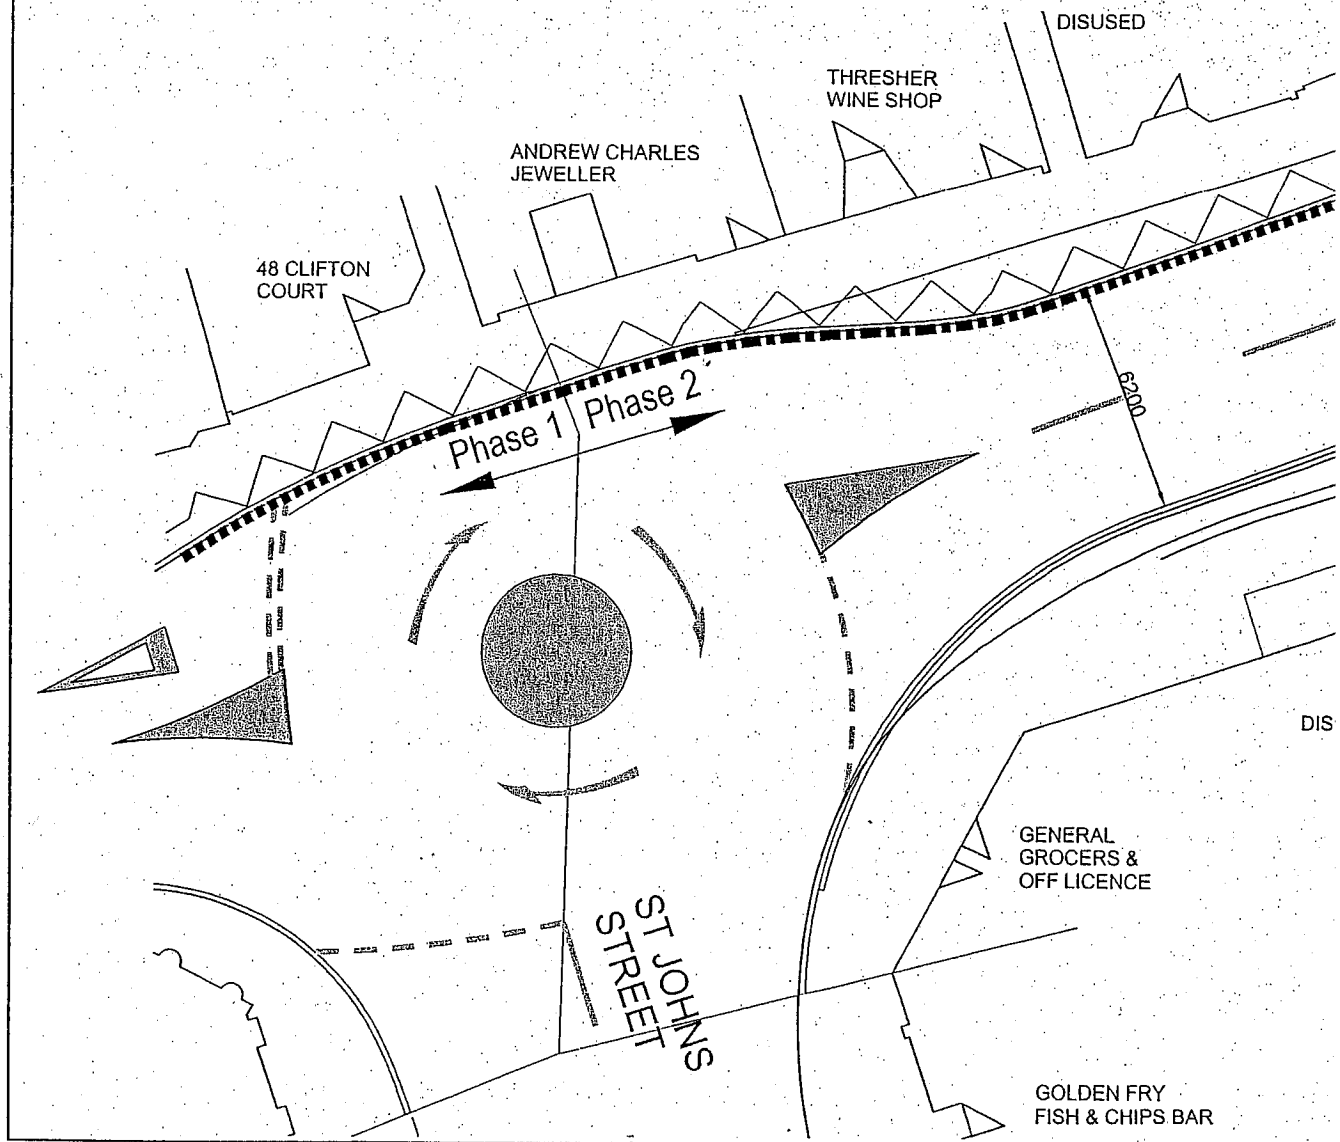 DISUSED
THRESHER
WINE SHOP
ANDREW CHARLES
JEWELLER
48 CLIFTON
COURT
Phase 1
Phase 2
6200
DIS
GENERAL
GROCERS &
OFF LICENCE
ST JOHNS
STREET
GOLDEN FRY
FISH & CHIPS BAR